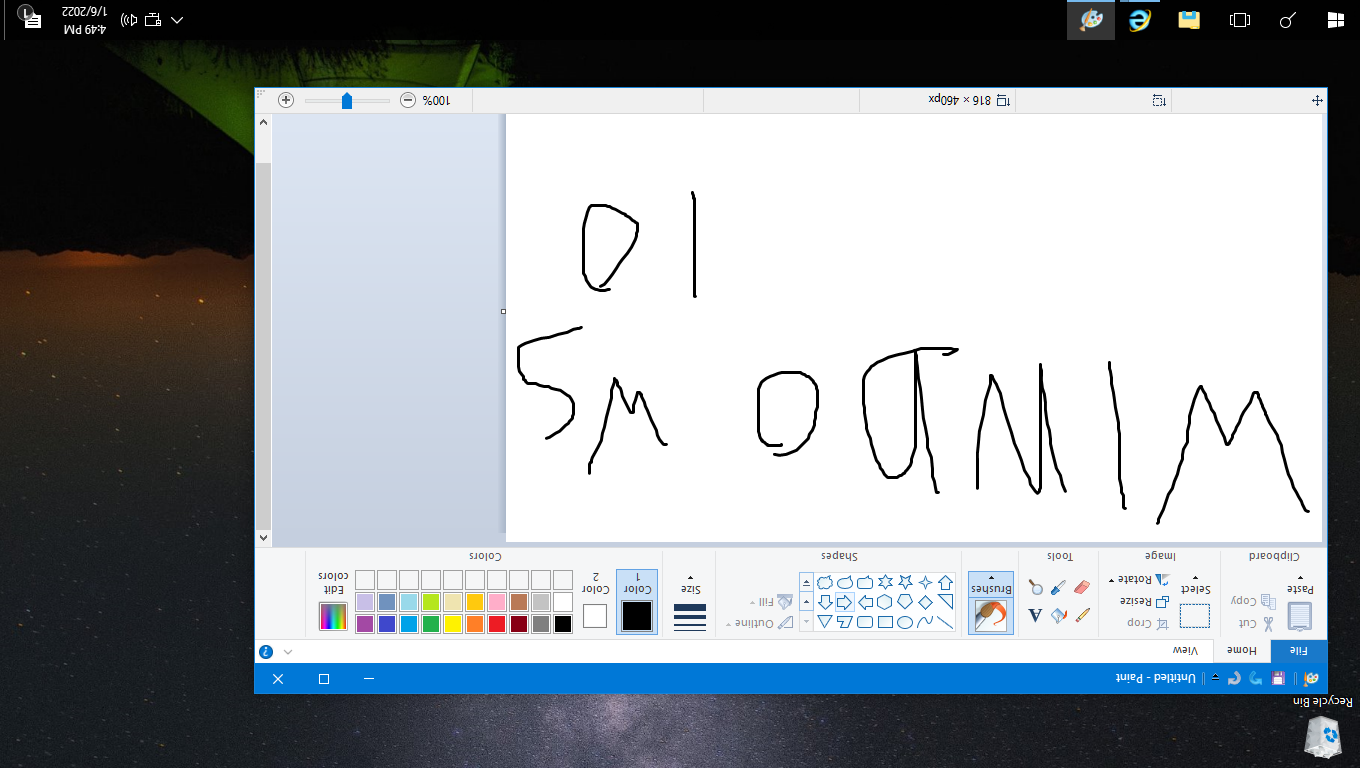 Recycle Bin
Untitled - Paint
File Home View
Paste Cut Copy Clipboard
Select Crop Resize Rotate Image
Tools
Brushes
Outline Fill Shapes
Size
Color 1 Color 2 Edit colors Colors
WINDOWS
10
816 × 460px 100%
4:49 PM
1/6/2022
1